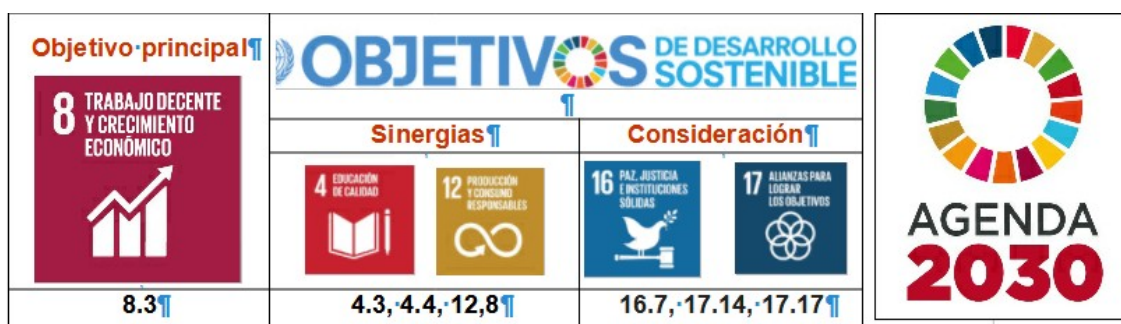 Objetivo·principal¶
8 TRABAJO DECENTE
Y CRECIMIENTO
ECONÓMICO
OBJETIVOS DE DESARROLLO
SOSTENIBLE
¶
Sinergias¶
Consideración¶
4 EDUCACIÓN
DE CALIDAD
12 PRODUCCIÓN
Y CONSUMO
RESPONSABLES
16 PAZ, JUSTICIA
E INSTITUCIONES
SÓLIDAS
17 ALIANZAS PARA
LOGRAR
LOS OBJETIVOS
8.3¶
4.3,·4.4,·12,8¶
16.7,·17.14,·17.17¶
AGENDA
2030